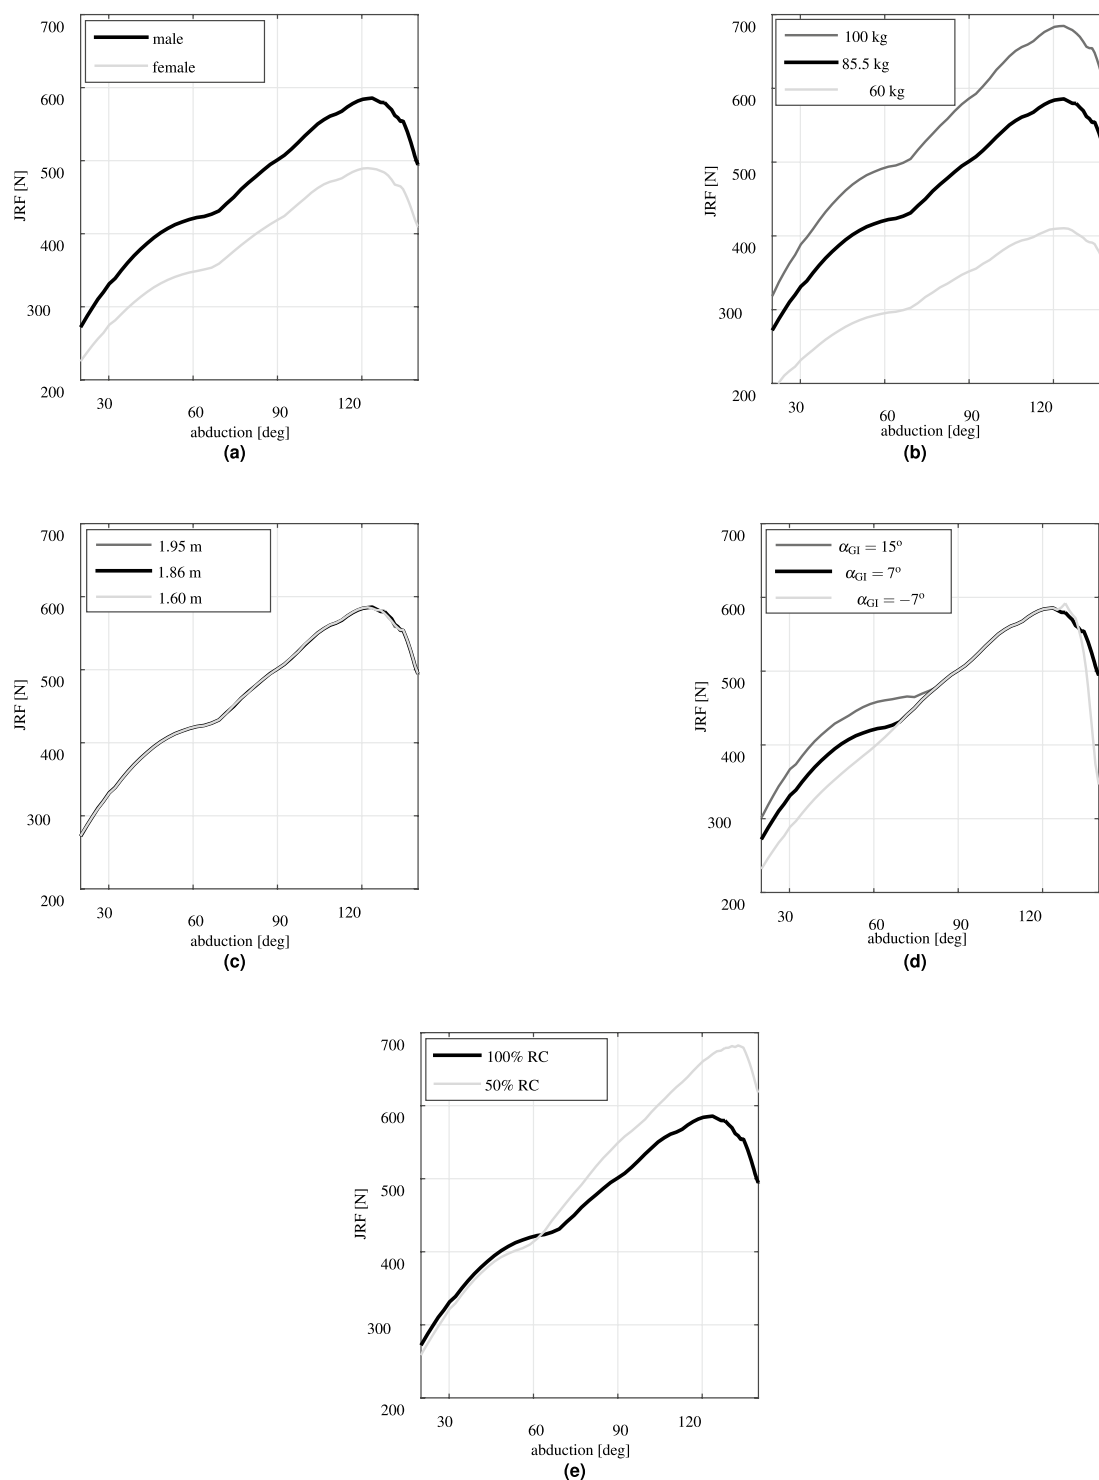 700
600
500
400
300
200
JRF [N]
male
female
30
60
90
120
abduction [deg]
(a)
700
600
500
400
300
200
JRF [N]
100 kg
85.5 kg
60 kg
30
60
90
120
abduction [deg]
(b)
700
600
500
400
300
200
JRF [N]
1.95 m
1.86 m
1.60 m
30
60
90
120
abduction [deg]
(c)
700
600
500
400
300
200
JRF [N]
αGI = 15°
αGI = 7°
αGI = −7°
30
60
90
120
abduction [deg]
(d)
700
600
500
400
300
200
JRF [N]
100% RC
50% RC
30
60
90
120
abduction [deg]
(e)